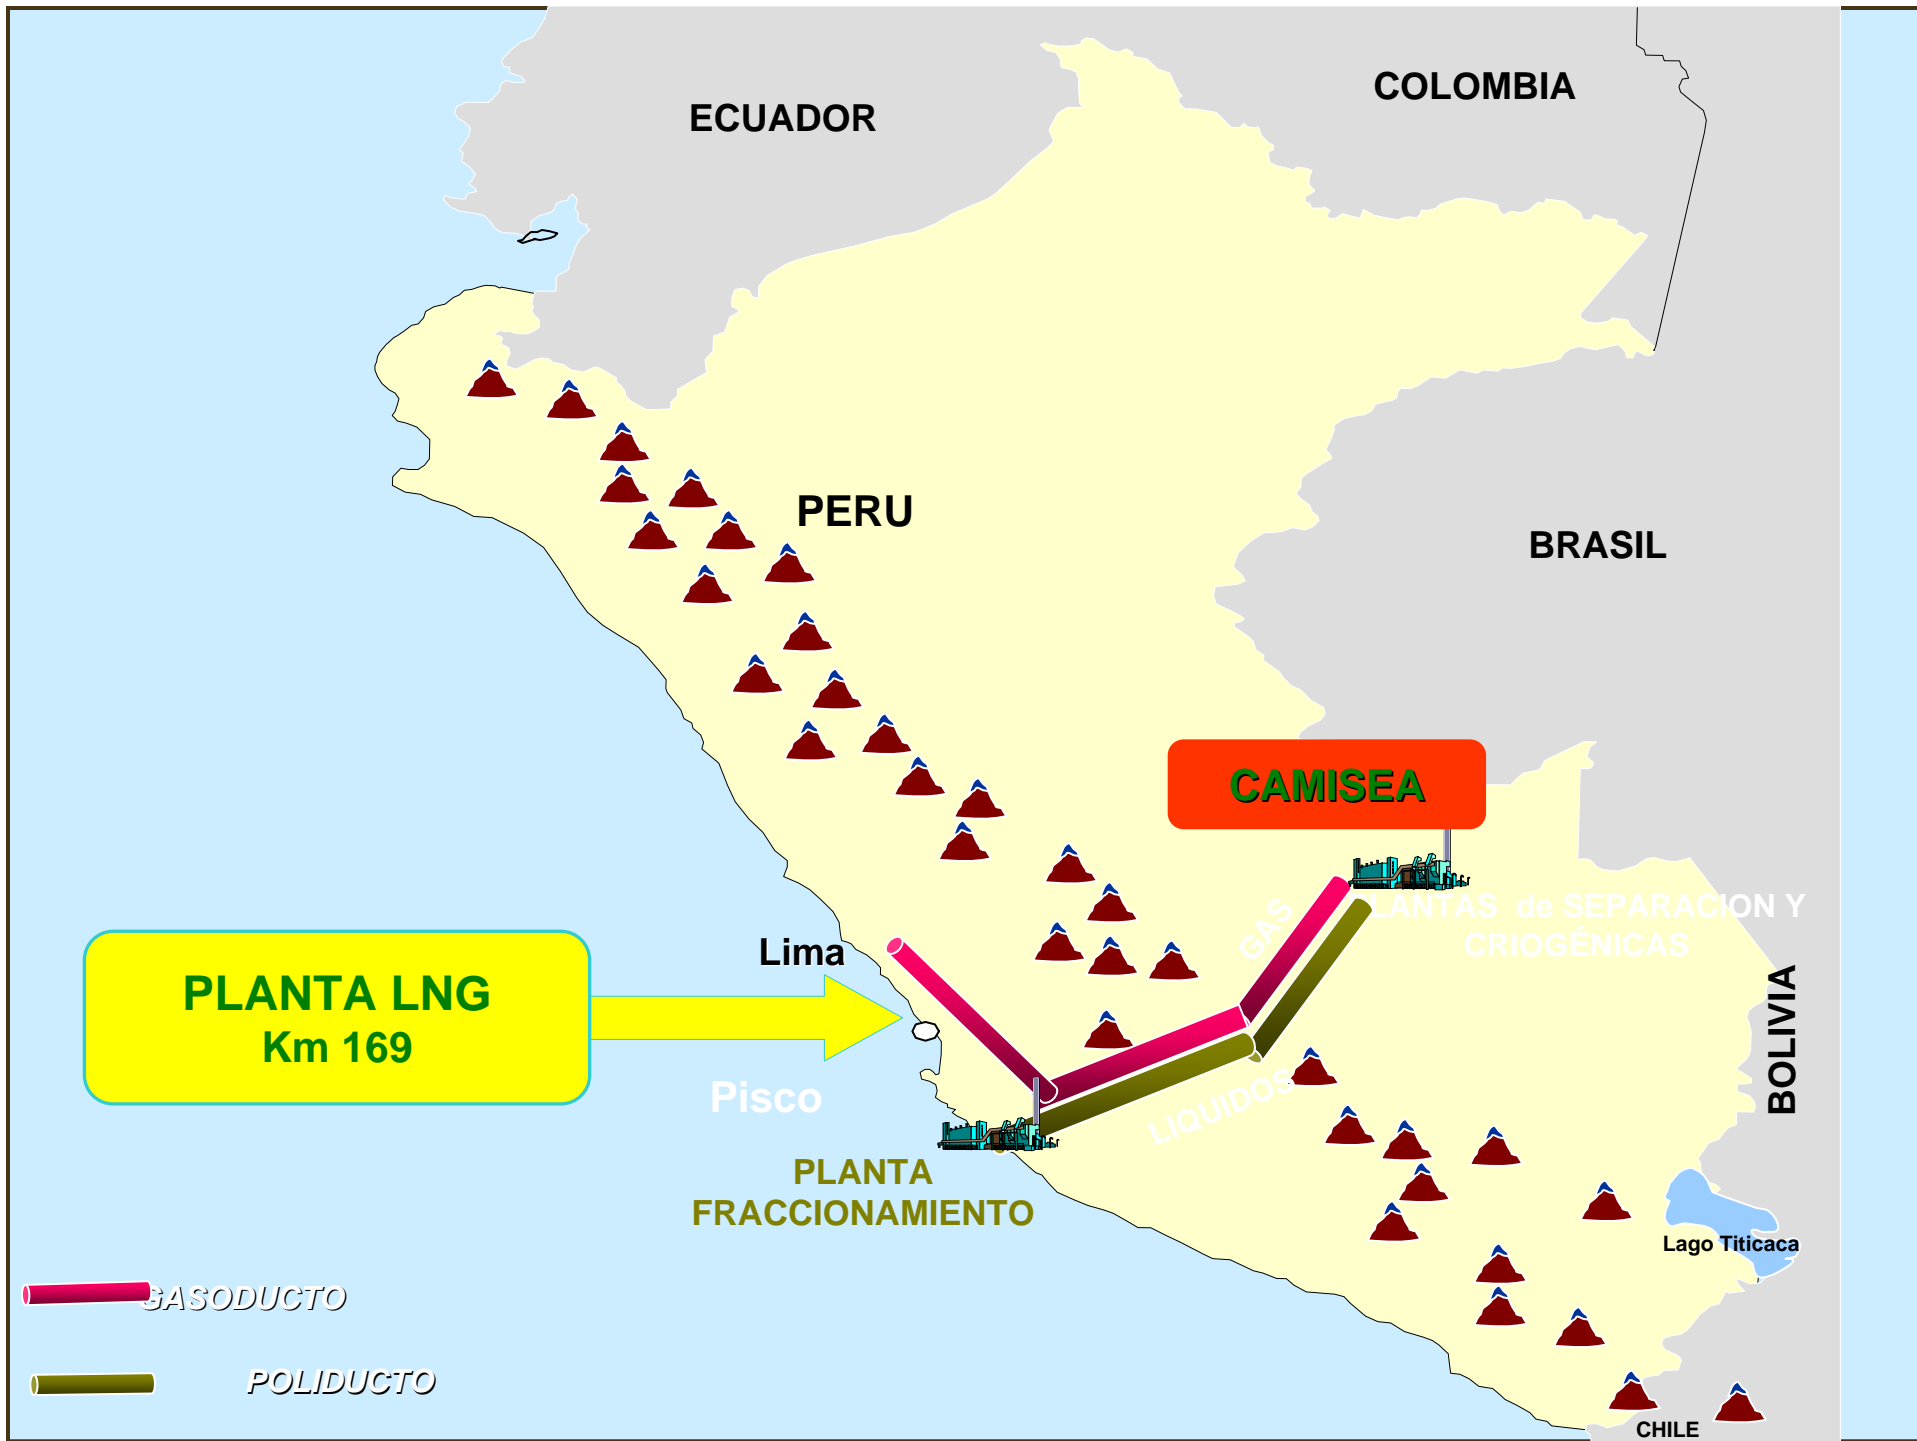 COLOMBIA
ECUADOR
PERU
BRASIL
CAMISEA
PLANTAS de SEPARACION Y
CRIOGÉNICAS
GAS
Lima
PLANTA LNG
Km 169
BOLIVIA
Pisco
LIQUIDOS
PLANTA
FRACCIONAMIENTO
Lago Titicaca
GASODUCTO
POLIDUCTO
CHILE